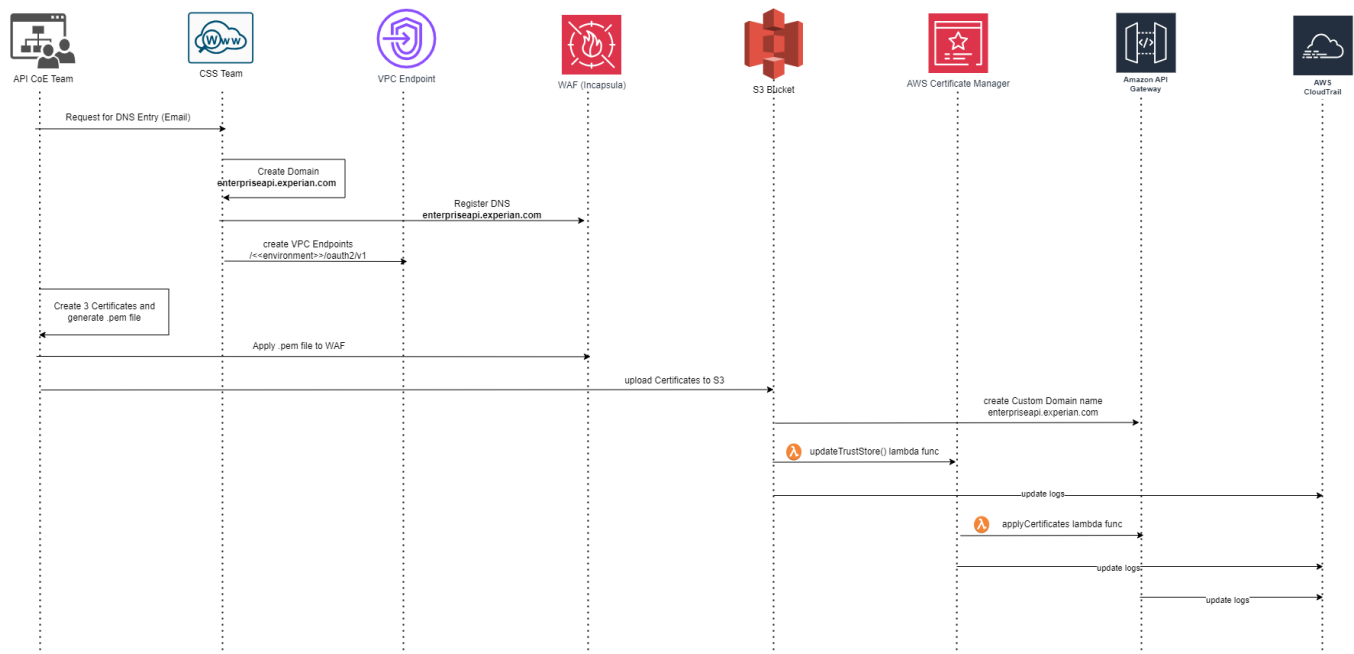 API CoE Team
Www
CSS Team
VPC Endpoint
WAF (Incapsula)
S3 Bucket
AWS Certificate Manager
Amazon API
Gateway
AWS
CloudTrail
Request for DNS Entry (Email)
Create Domain
enterpriseapi.experian.com
Register DNS
enterpriseapi.experian.com
create VPC Endpoints
/<<environment>>/oauth2/v1
Create 3 Certificates and
generate .pem file
Apply .pem file to WAF
upload Certificates to S3
create Custom Domain name
enterpriseapi.experian.com
λ updateTrustStore() lambda func
update logs
λ applyCertificates lambda func
update logs
update logs